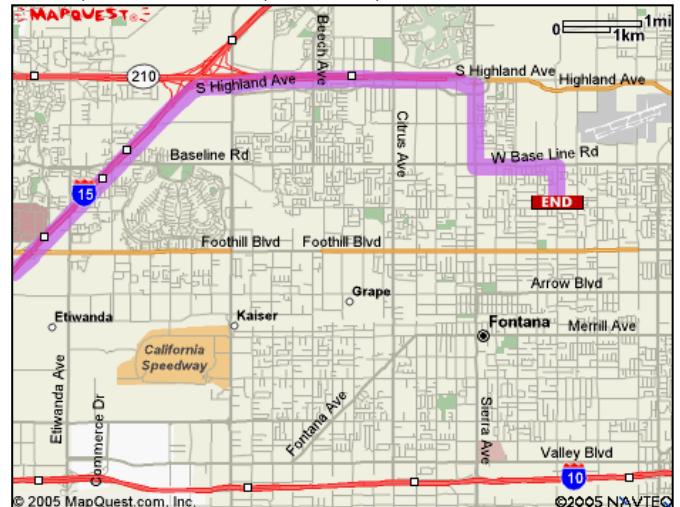 MAPQUEST
0 1mi
1km
210
S Highland Ave
Beech Ave
S Highland Ave
Highland Ave
Citrus Ave
Baseline Rd
W Base Line Rd
15
END
Foothill Blvd
Foothill Blvd
Arrow Blvd
Grape
Etiwanda
Kaiser
Fontana
Merrill Ave
California
Speedway
Etiwanda Ave
Commerce Dr
Fontana Ave
Sierra Ave
Valley Blvd
10
© 2005 MapQuest.com, Inc.
©2005 NAVTEQ